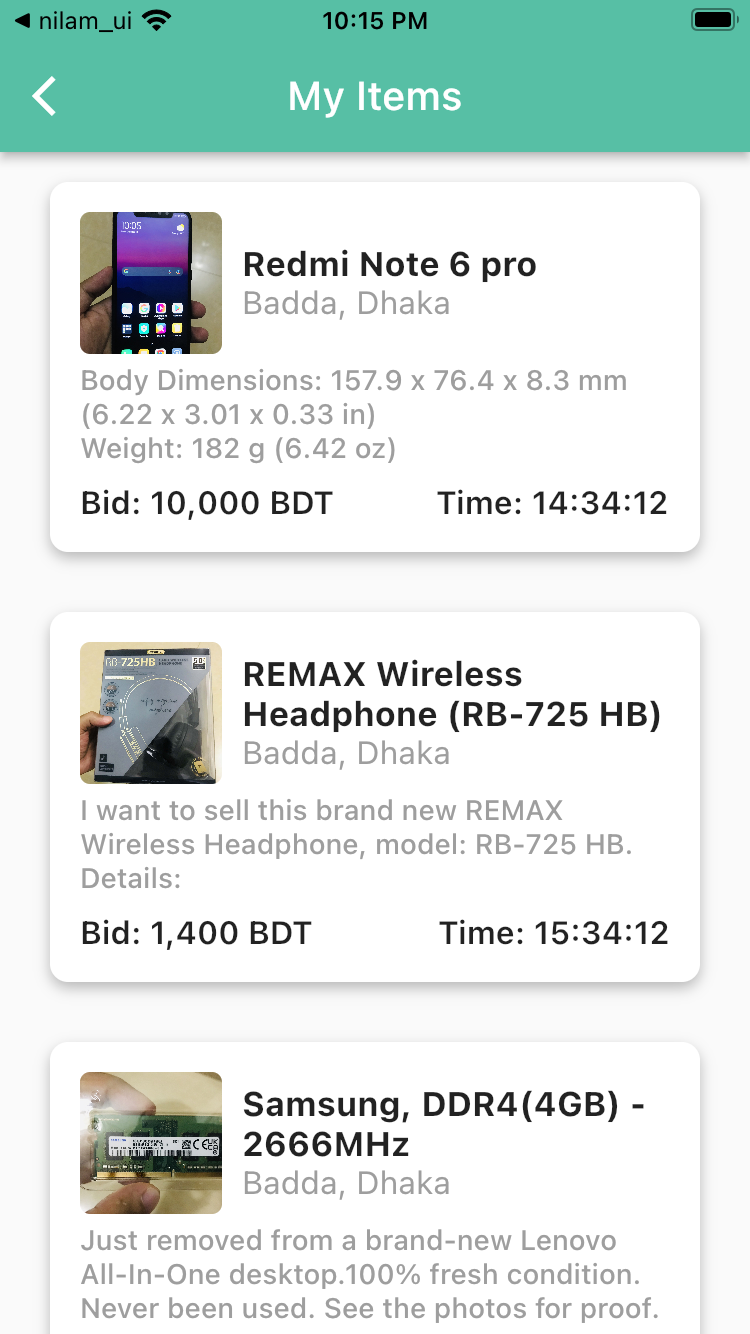 nilam_ui
10:15 PM
My Items
10:05
Redmi Note 6 pro
Badda, Dhaka
Body Dimensions: 157.9 x 76.4 x 8.3 mm
(6.22 x 3.01 x 0.33 in)
Weight: 182 g (6.42 oz)
Bid: 10,000 BDT
Time: 14:34:12
RB-725HB
REMAX Wireless
Headphone (RB-725 HB)
Badda, Dhaka
I want to sell this brand new REMAX
Wireless Headphone, model: RB-725 HB.
Details:
Bid: 1,400 BDT
Time: 15:34:12
Samsung, DDR4(4GB) -
2666MHz
Badda, Dhaka
Just removed from a brand-new Lenovo
All-In-One desktop.100% fresh condition.
Never been used. See the photos for proof.